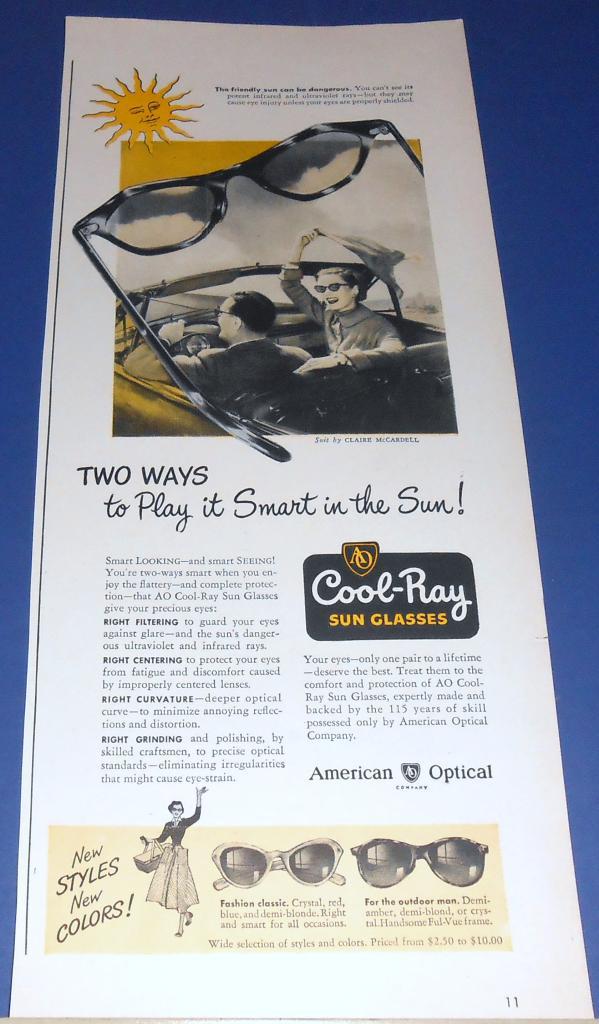 The friendly sun can be dangerous. You can't see its
potent infrared and ultraviolet rays—but they may
cause eye injury unless your eyes are properly shielded.
Suit by CLAIRE McCARDELL
TWO WAYS
to Play it Smart in the Sun!
Smart LOOKING—and smart SEEING!
You're two-ways smart when you en-
joy the flattery—and complete protec-
tion—that AO Cool-Ray Sun Glasses
give your precious eyes:
RIGHT FILTERING to guard your eyes
against glare—and the sun's danger-
ous ultraviolet and infrared rays.
RIGHT CENTERING to protect your eyes
from fatigue and discomfort caused
by improperly centered lenses.
RIGHT CURVATURE—deeper optical
curve—to minimize annoying reflec-
tions and distortion.
RIGHT GRINDING and polishing, by
skilled craftsmen, to precise optical
standards—eliminating irregularities
that might cause eye-strain.
AO
Cool-Ray
SUN GLASSES
Your eyes—only one pair to a lifetime
—deserve the best. Treat them to the
comfort and protection of AO Cool-
Ray Sun Glasses, expertly made and
backed by the 115 years of skill
possessed only by American Optical
Company.
American AO Optical
COMPANY
New
STYLES
New
COLORS!
Fashion classic. Crystal, red,
blue, and demi-blonde. Right
and smart for all occasions.
For the outdoor man. Demi-
amber, demi-blond, or crys-
tal. Handsome Ful-Vue frame.
Wide selection of styles and colors. Priced from $2.50 to $10.00
11